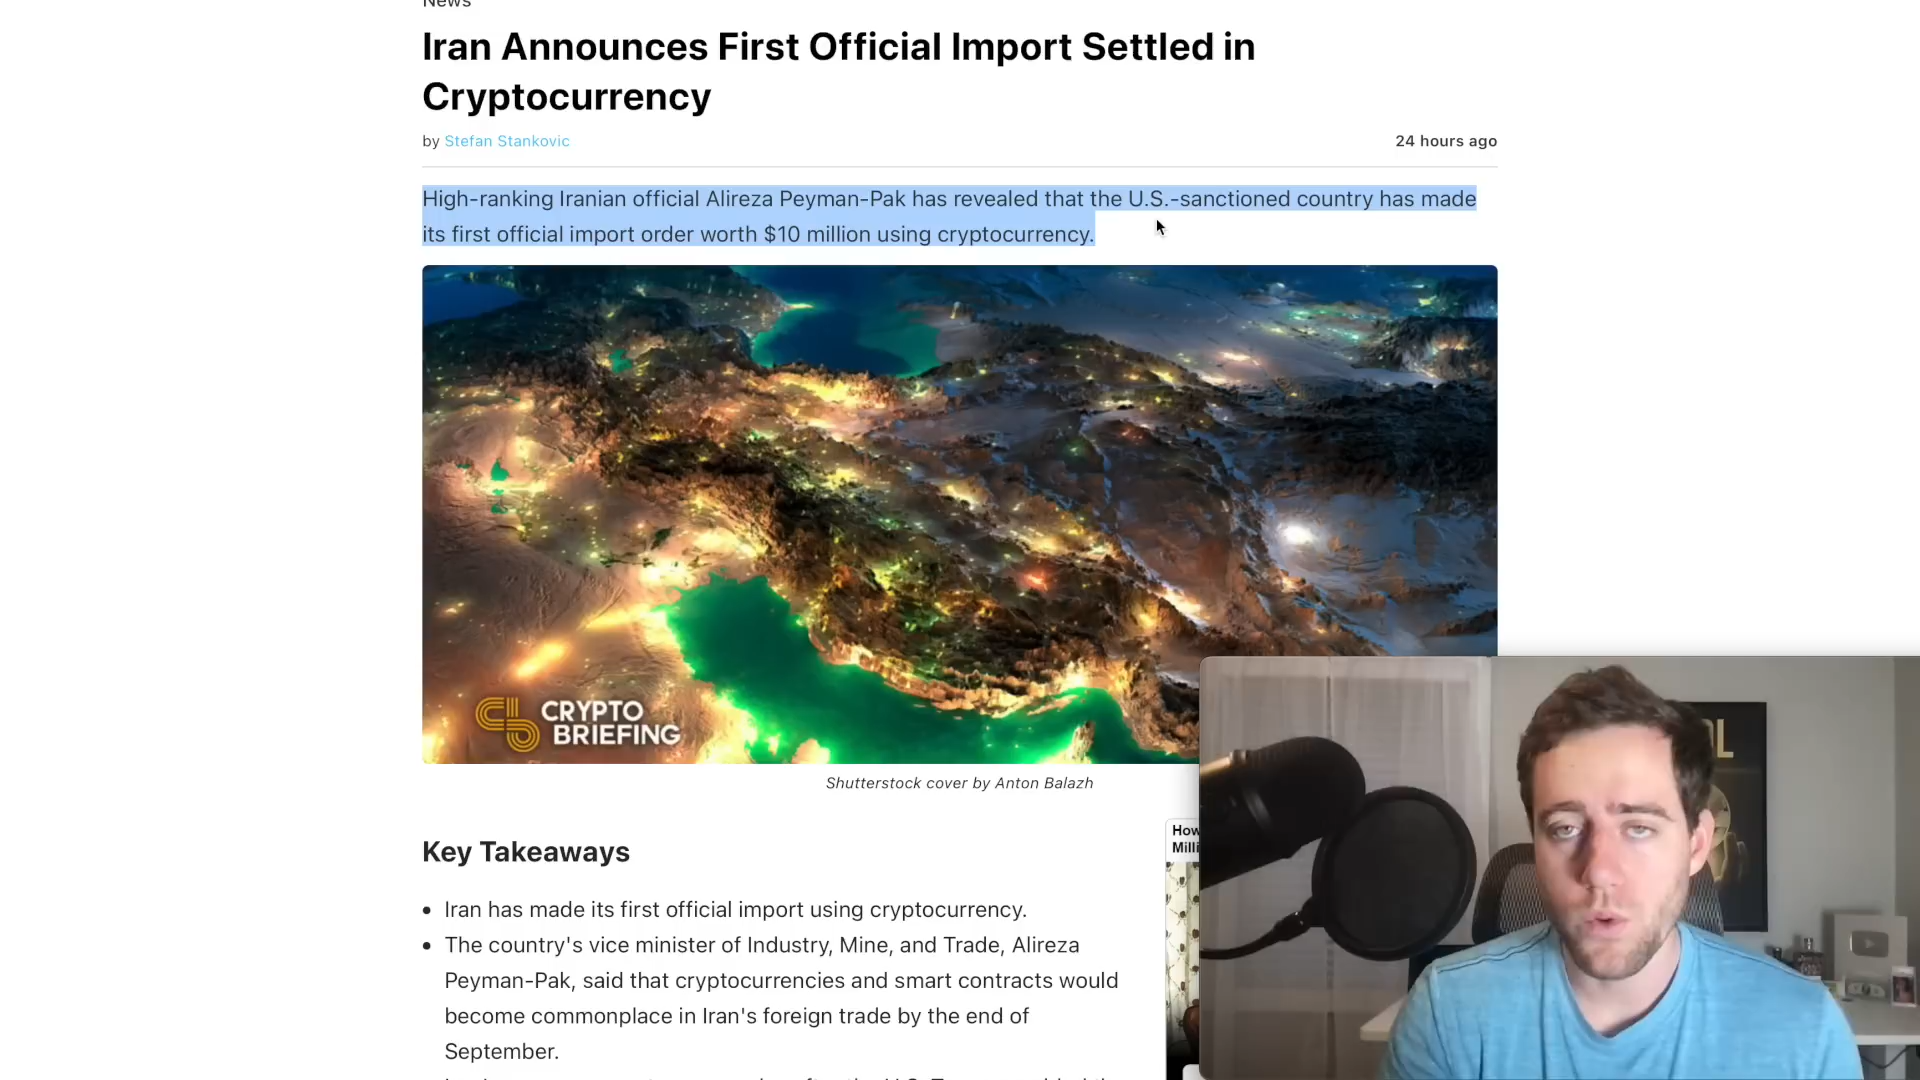 News
Iran Announces First Official Import Settled in
Cryptocurrency
by Stefan Stankovic
24 hours ago
High-ranking Iranian official Alireza Peyman-Pak has revealed that the U.S.-sanctioned country has made
its first official import order worth $10 million using cryptocurrency.
CRYPTO
BRIEFING
Shutterstock cover by Anton Balazh
Key Takeaways
How
Milli
Iran has made its first official import using cryptocurrency.
The country's vice minister of Industry, Mine, and Trade, Alireza
Peyman-Pak, said that cryptocurrencies and smart contracts would
become commonplace in Iran's foreign trade by the end of
September.